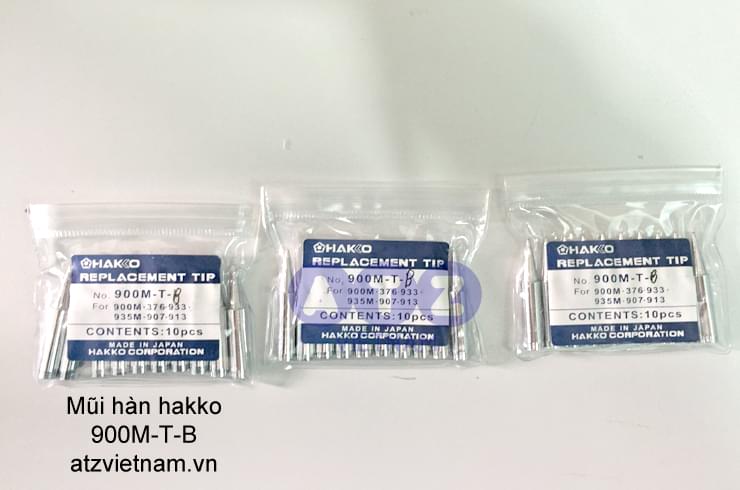 HAKKO
REPLACEMENT TIP
No. 900M-T-B
For 900M·376·933·
935M·907·913
CONTENTS:10pcs
MADE IN JAPAN
HAKKO CORPORATION
HAKKO
REPLACEMENT TIP
No. 900M-T-B
For 900M·376·933·
935M·907·913
CONTENTS:10pcs
MADE IN JAPAN
HAKKO CORPORATION
HAKKO
REPLACEMENT TIP
No. 900M-T-B
For 900M·376·933·
935M·907·913
CONTENTS:10pcs
MADE IN JAPAN
HAKKO CORPORATION
Mũi hàn hakko
900M-T-B
atzvietnam.vn